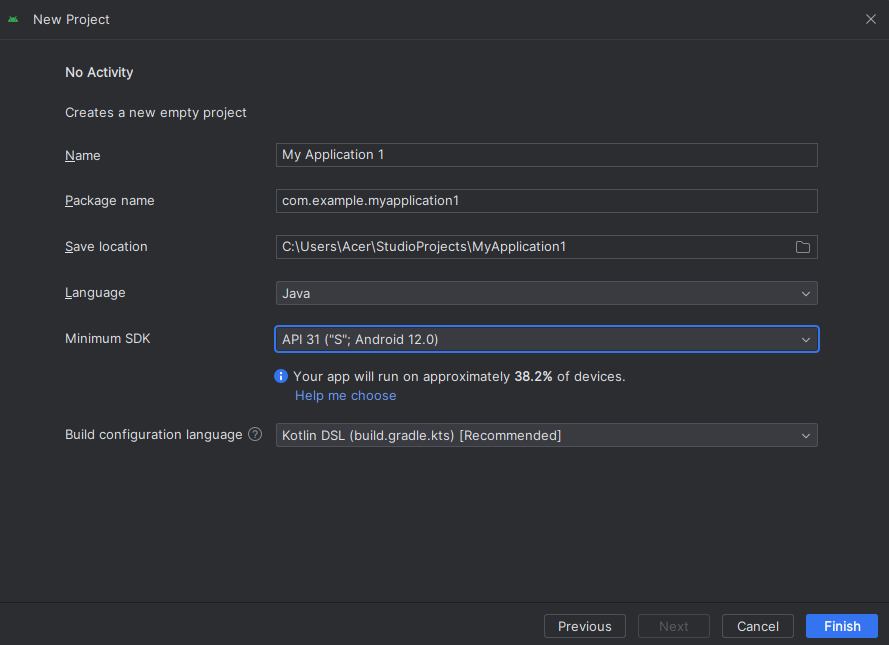 New Project
No Activity
Creates a new empty project
Name My Application 1
Package name com.example.myapplication1
Save location C:\Users\Acer\StudioProjects\MyApplication1
Language Java
Minimum SDK API 31 ("S"; Android 12.0)
Your app will run on approximately 38.2% of devices.
Help me choose
Build configuration language ? Kotlin DSL (build.gradle.kts) [Recommended]
Previous Next Cancel Finish